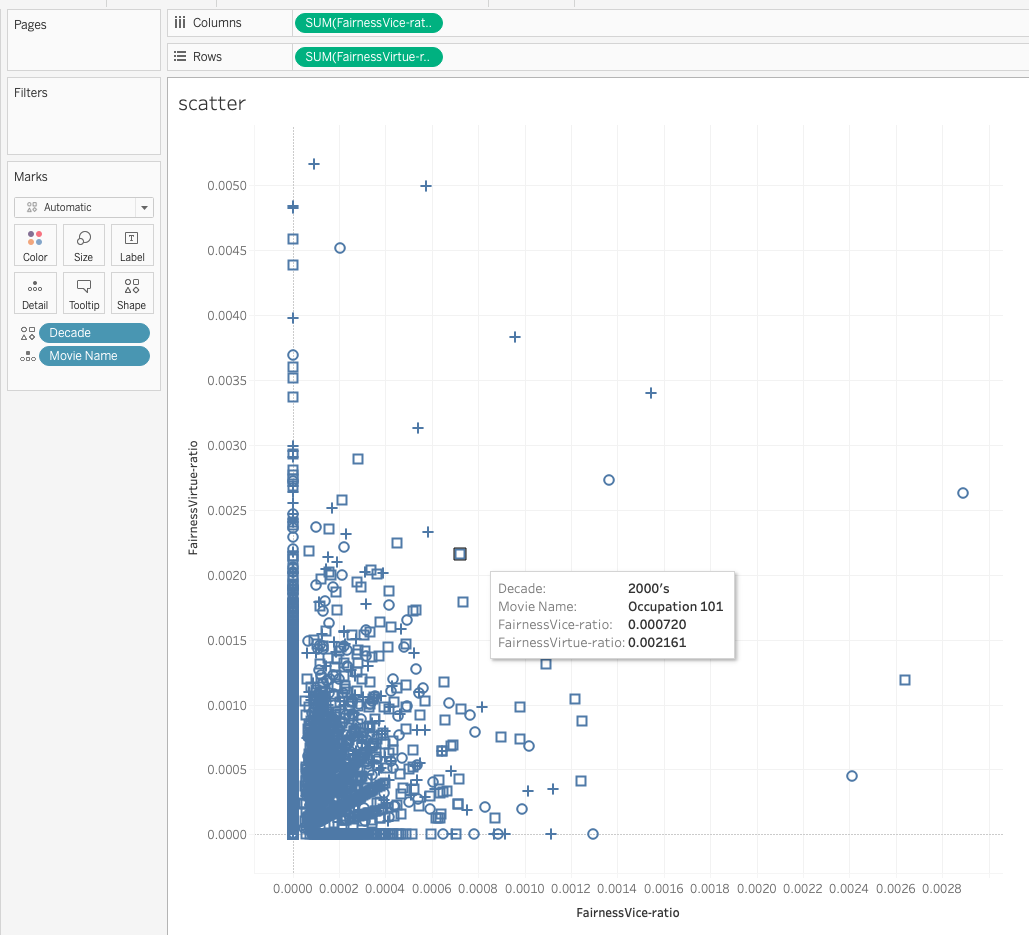 Pages
Columns
SUM(FairnessVice-rat..
Rows
SUM(FairnessVirtue-r..
Filters
Marks
Automatic
Color
Size
Label
Detail
Tooltip
Shape
Decade
Movie Name
scatter
FairnessVirtue-ratio
0.0050
0.0045
0.0040
0.0035
0.0030
0.0025
0.0020
0.0015
0.0010
0.0005
0.0000
Decade: 2000's
Movie Name: Occupation 101
FairnessVice-ratio: 0.000720
FairnessVirtue-ratio: 0.002161
0.0000 0.0002 0.0004 0.0006 0.0008 0.0010 0.0012 0.0014 0.0016 0.0018 0.0020 0.0022 0.0024 0.0026 0.0028
FairnessVice-ratio